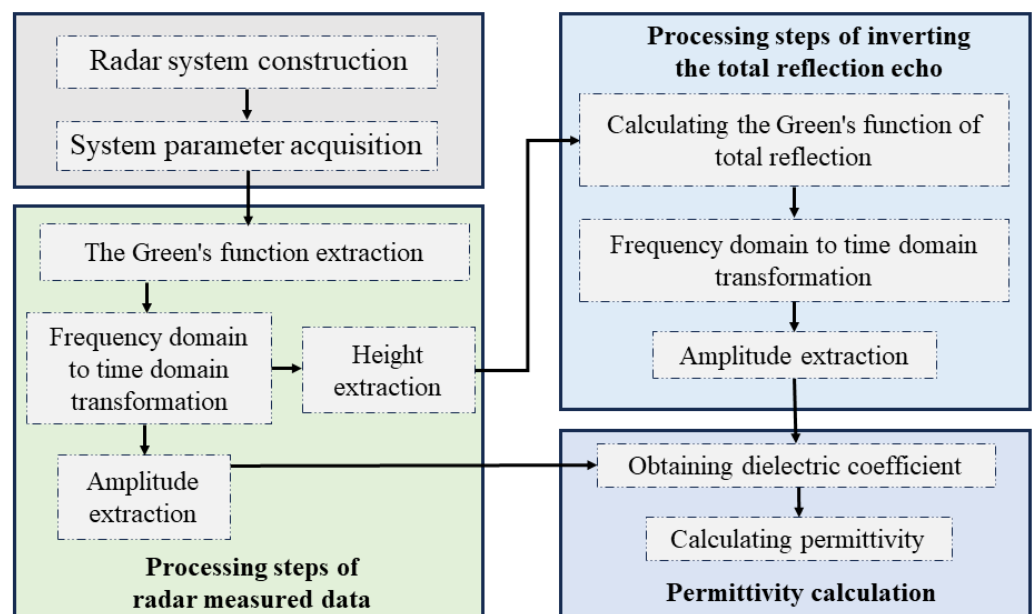 Radar system construction
System parameter acquisition
The Green's function extraction
Frequency domain
to time domain
transformation
Height
extraction
Amplitude
extraction
Processing steps of
radar measured data
Processing steps of inverting
the total reflection echo
Calculating the Green's function of
total reflection
Frequency domain to time domain
transformation
Amplitude extraction
Obtaining dielectric coefficient
Calculating permittivity
Permittivity calculation